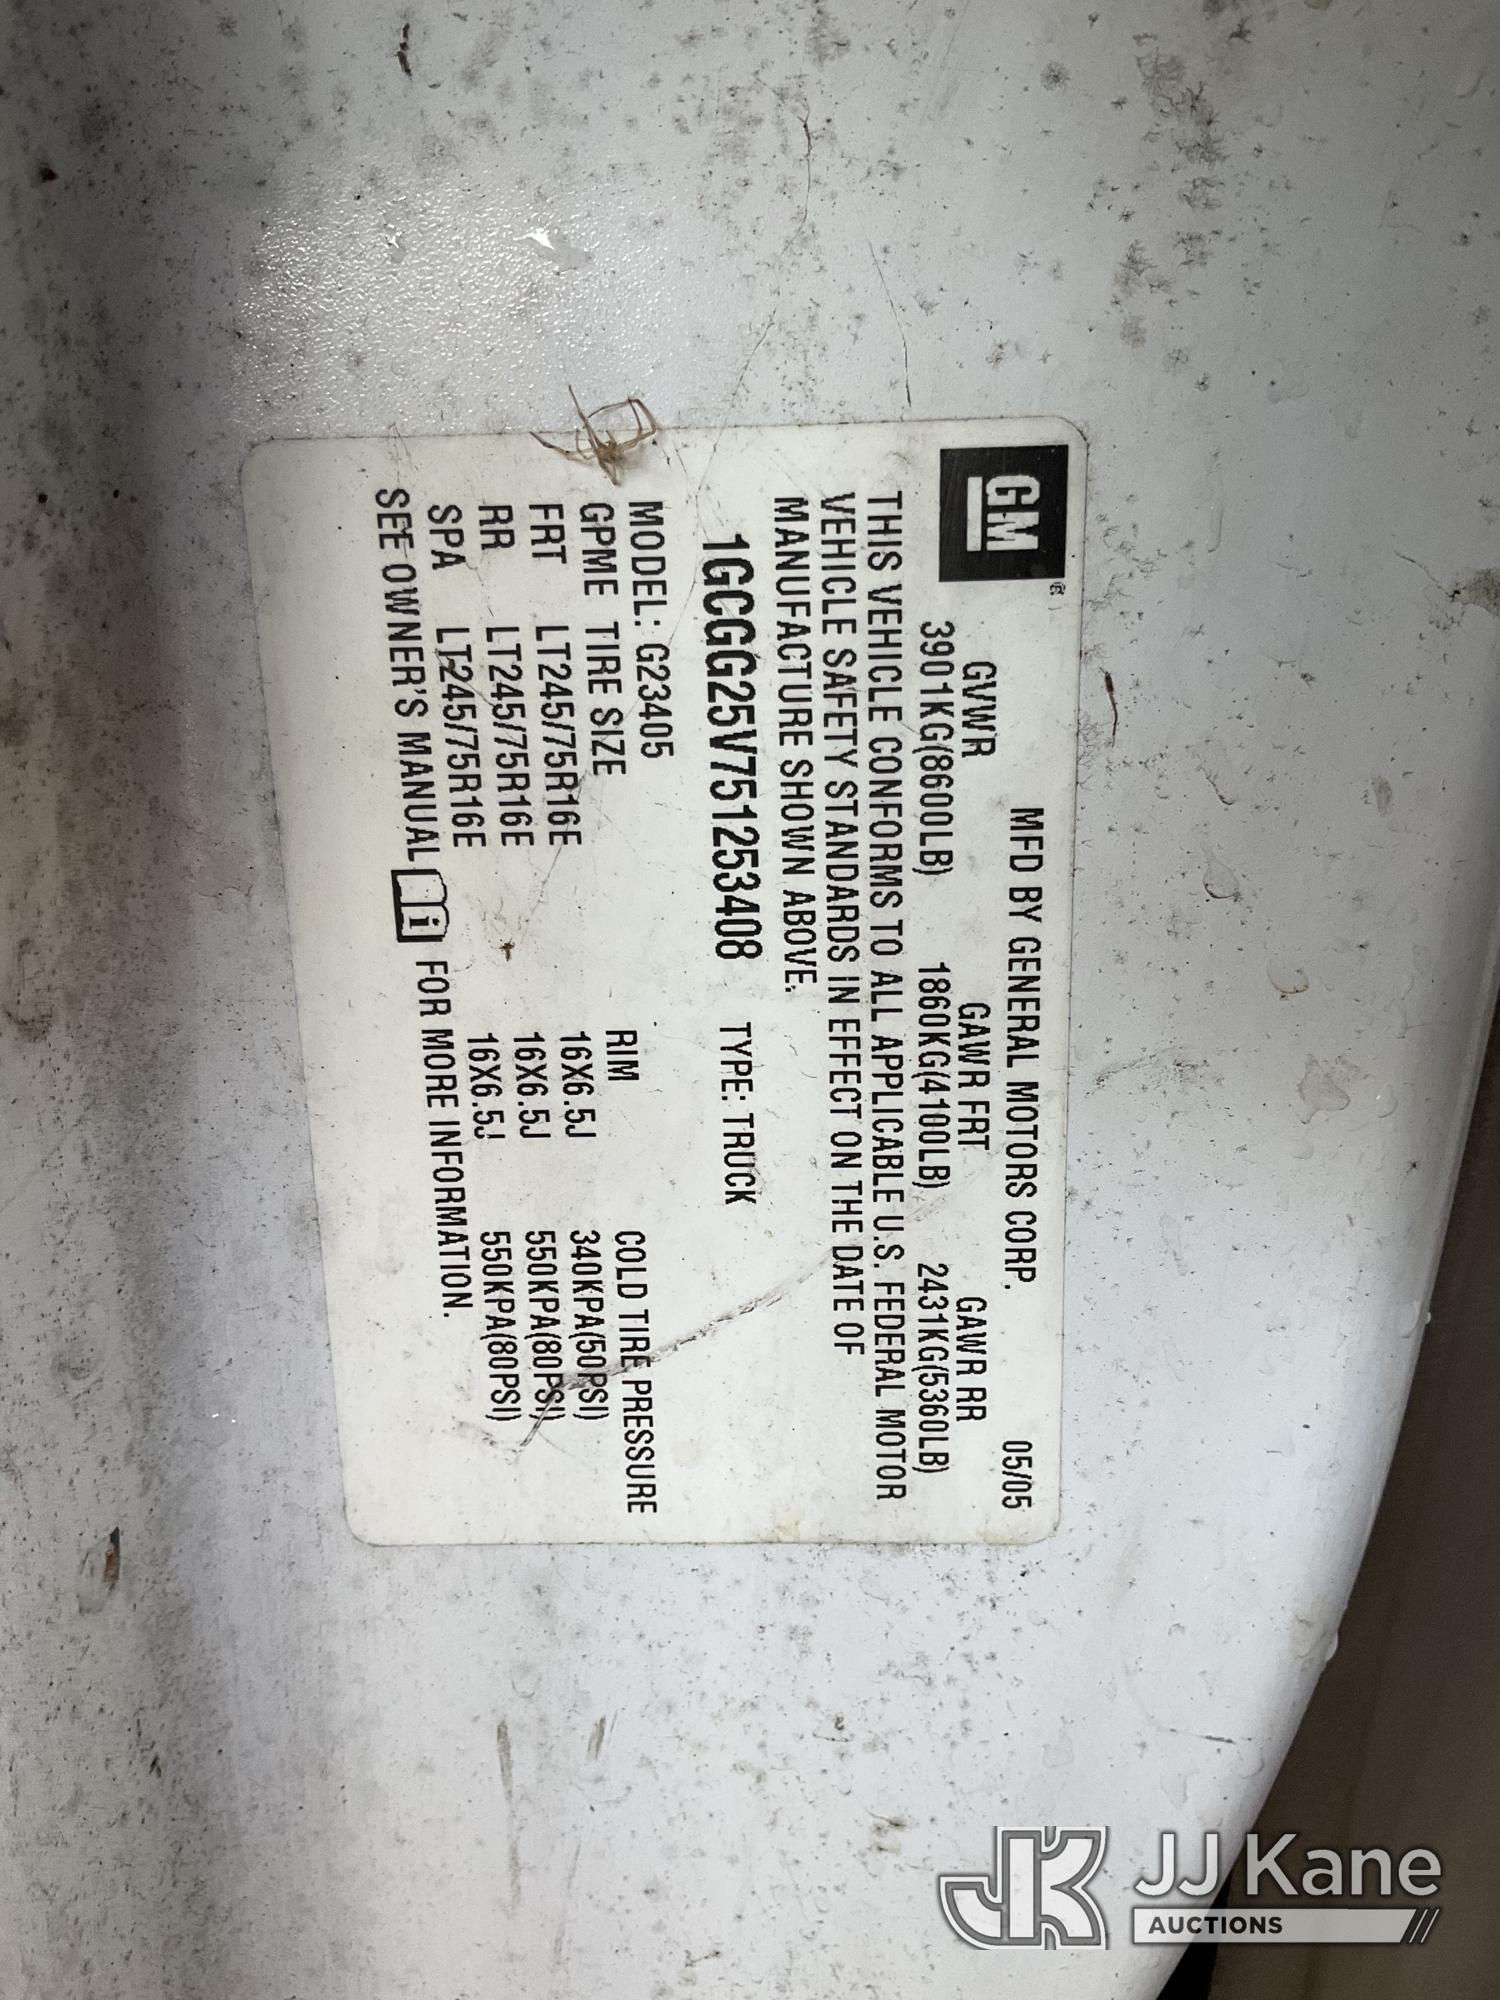 GM
MFD BY GENERAL MOTORS CORP. 05/05
GVWR GAWR FRT GAWR RR
3901KG(8600LB) 1860KG(4100LB) 2431KG(5360LB)
THIS VEHICLE CONFORMS TO ALL APPLICABLE U.S. FEDERAL MOTOR
VEHICLE SAFETY STANDARDS IN EFFECT ON THE DATE OF
MANUFACTURE SHOWN ABOVE.
1GCGG25V751253408 TYPE: TRUCK
MODEL: G23405
GPME TIRE SIZE RIM COLD TIRE PRESSURE
FRT LT245/75R16E 16X6.5J 340KPA(50PSI)
RR LT245/75R16E 16X6.5J 550KPA(80PSI)
SPA LT245/75R16E 16X6.5J 550KPA(80PSI)
SEE OWNER'S MANUAL i FOR MORE INFORMATION.
JK JJ Kane
AUCTIONS